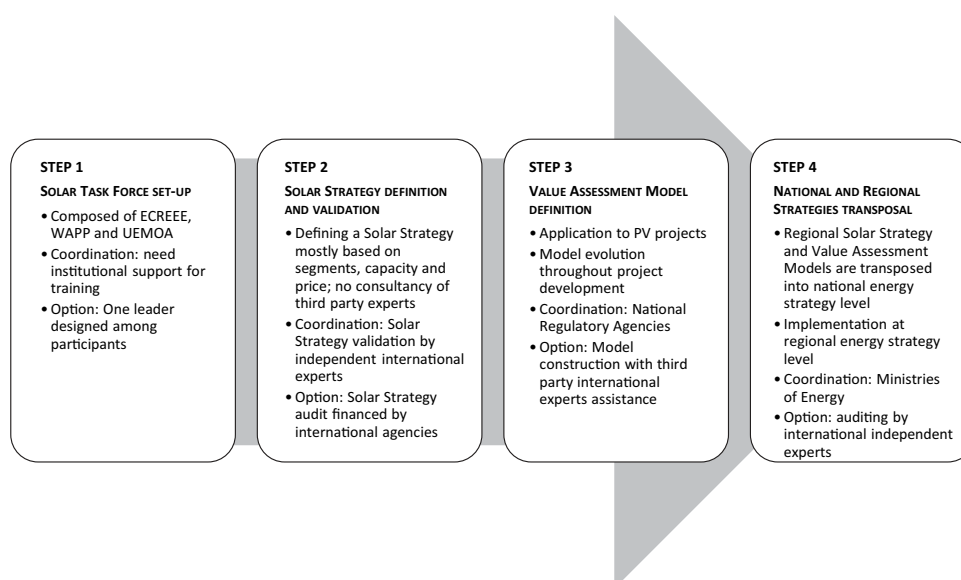 STEP 1
SOLAR TASK FORCE SET-UP
• Composed of ECREEE,
WAPP and UEMOA
• Coordination: need
institutional support for
training
• Option: One leader
designed among
participants
STEP 2
SOLAR STRATEGY DEFINITION
AND VALIDATION
• Defining a Solar Strategy
mostly based on
segments, capacity and
price; no consultancy of
third party experts
• Coordination: Solar
Strategy validation by
independent international
experts
• Option: Solar Strategy
audit financed by
international agencies
STEP 3
VALUE ASSESSMENT MODEL
DEFINITION
• Application to PV projects
• Model evolution
throughout project
development
• Coordination: National
Regulatory Agencies
• Option: Model
construction with third
party international
experts assistance
STEP 4
NATIONAL AND REGIONAL
STRATEGIES TRANSPOSAL
• Regional Solar Strategy
and Value Assessment
Models are transposed
into national energy
strategy level
• Implementation at
regional energy strategy
level
• Coordination: Ministries
of Energy
• Option: auditing by
international independent
experts